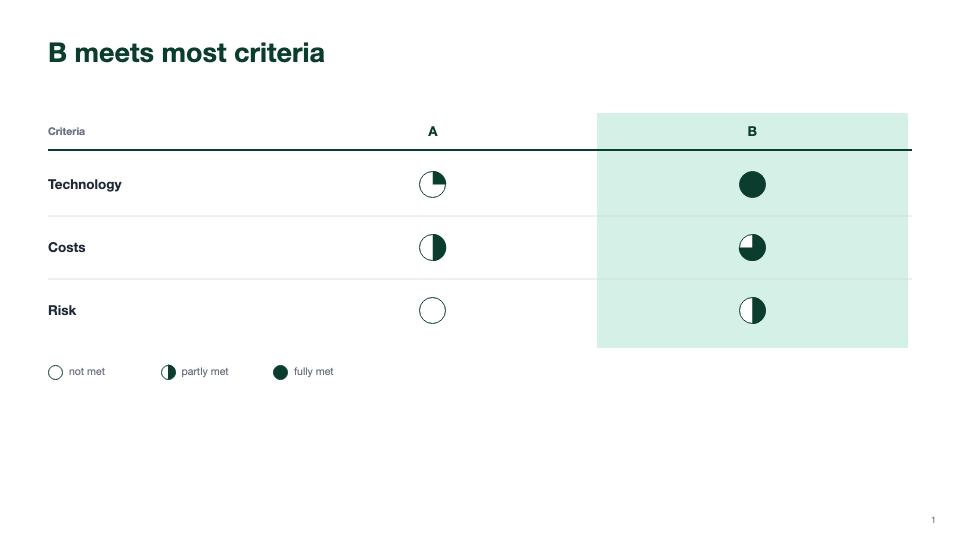 B meets most criteria
Criteria A B
Technology
Costs
Risk
not met partly met fully met
1